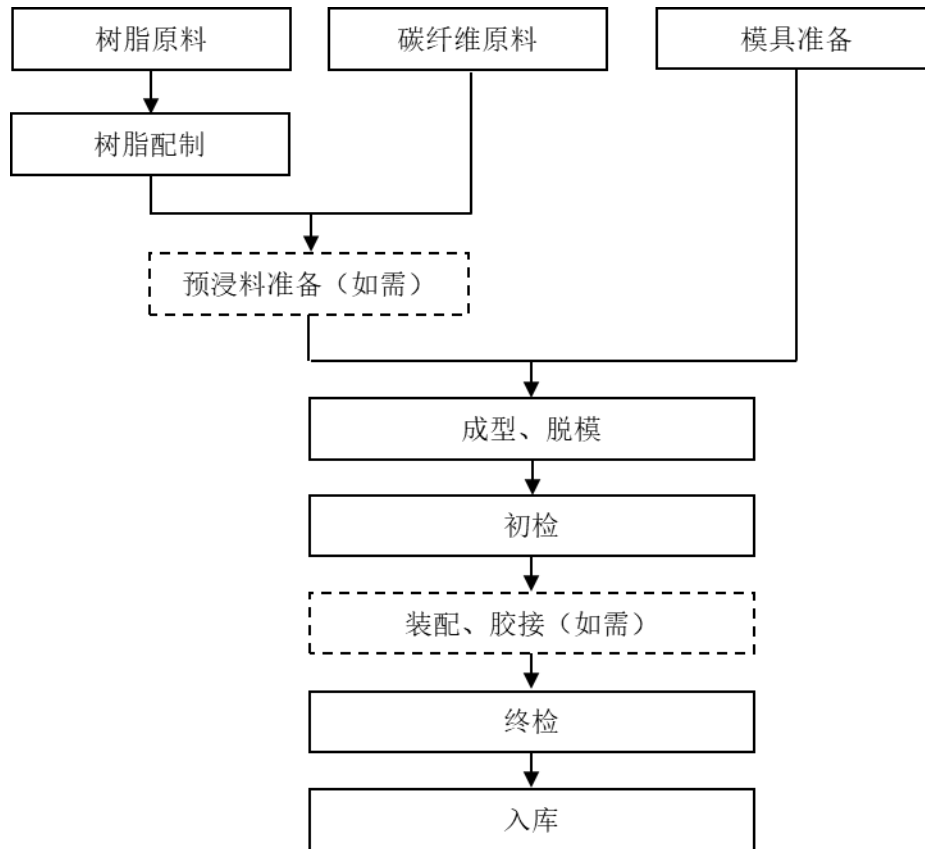 树脂原料
碳纤维原料
模具准备
树脂配制
预浸料准备（如需）
成型、脱模
初检
装配、胶接（如需）
终检
入库